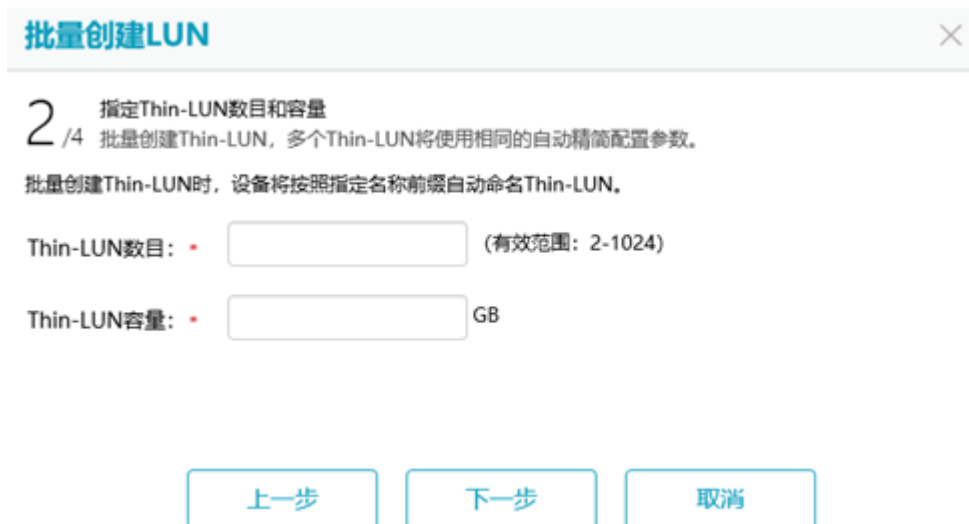 批量创建LUN
2/4 指定Thin-LUN数目和容量
批量创建Thin-LUN，多个Thin-LUN将使用相同的自动精简配置参数。
批量创建Thin-LUN时，设备将按照指定名称前缀自动命名Thin-LUN。
Thin-LUN数目： * (有效范围：2-1024)
Thin-LUN容量： * GB
上一步 下一步 取消